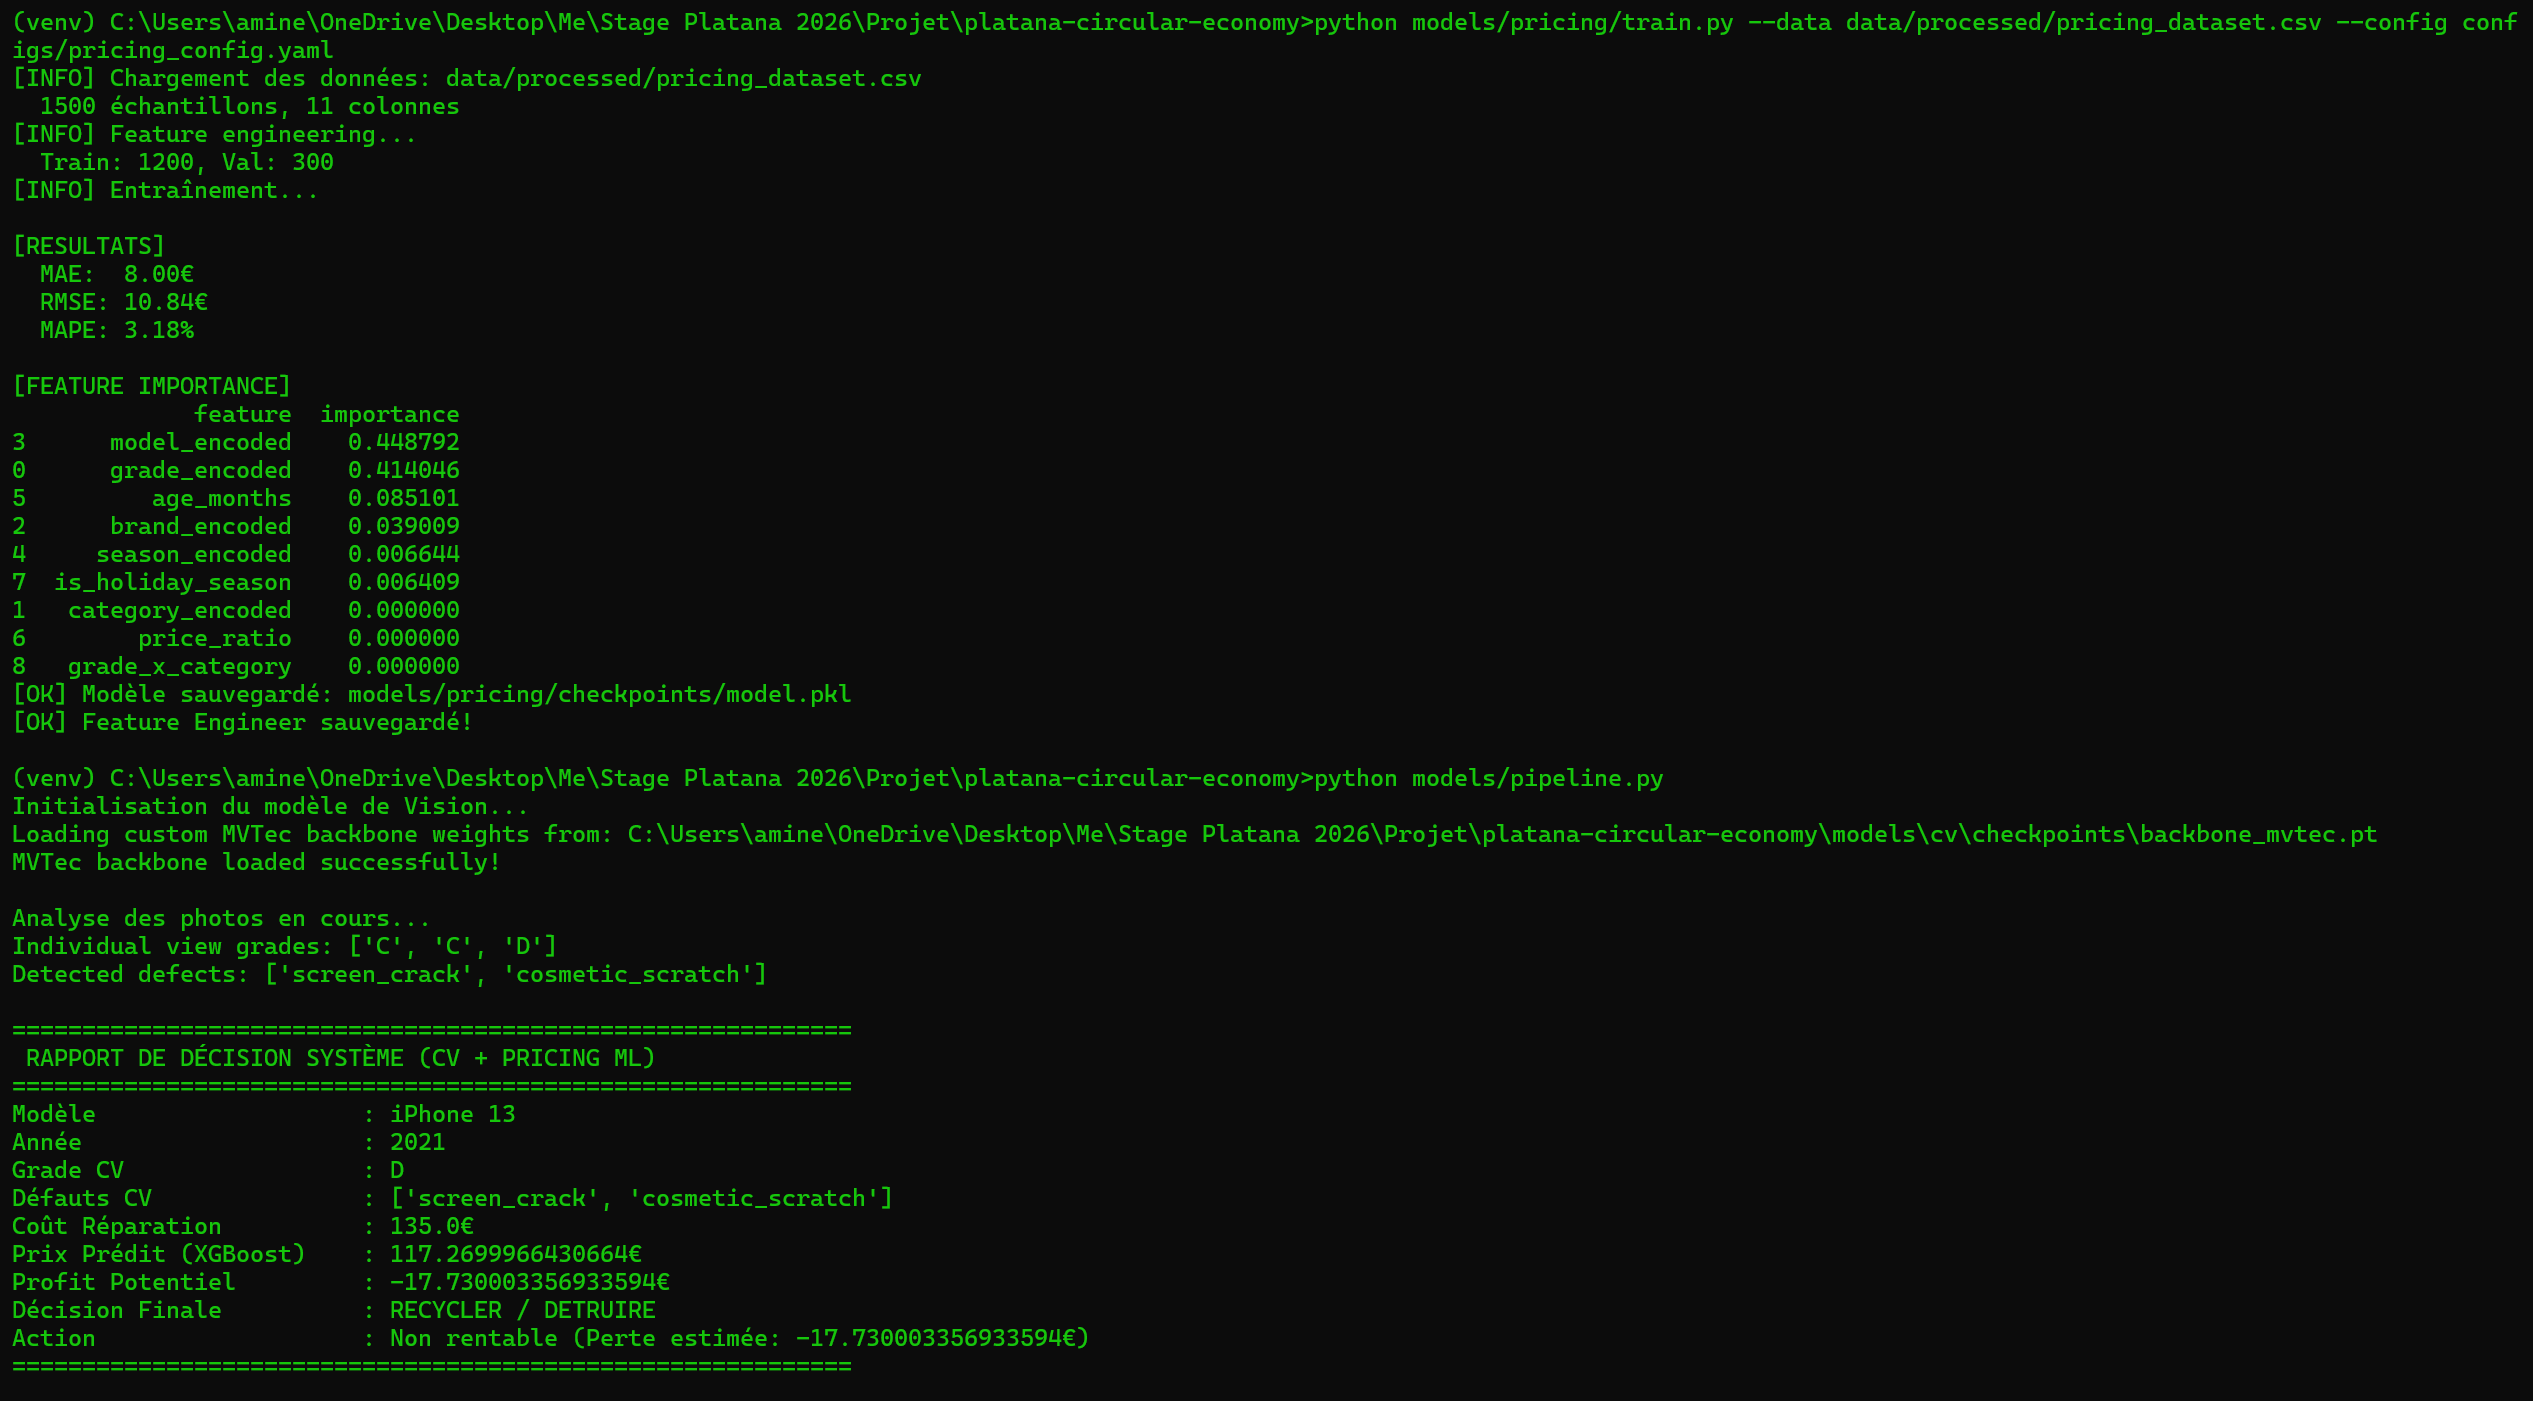 (venv) C:\Users\amine\OneDrive\Desktop\Me\Stage Platana 2026\Projet\platana-circular-economy>python models/pricing/train.py --data data/processed/pricing_dataset.csv --config conf
igs/pricing_config.yaml
[INFO] Chargement des données: data/processed/pricing_dataset.csv
  1500 échantillons, 11 colonnes
[INFO] Feature engineering...
  Train: 1200, Val: 300
[INFO] Entraînement...

[RESULTATS]
  MAE:  8.00€
  RMSE: 10.84€
  MAPE: 3.18%

[FEATURE IMPORTANCE]
             feature  importance
3      model_encoded    0.448792
0      grade_encoded    0.414046
5         age_months    0.085101
2      brand_encoded    0.039009
4     season_encoded    0.006644
7  is_holiday_season    0.006409
1   category_encoded    0.000000
6        price_ratio    0.000000
8   grade_x_category    0.000000
[OK] Modèle sauvegardé: models/pricing/checkpoints/model.pkl
[OK] Feature Engineer sauvegardé!

(venv) C:\Users\amine\OneDrive\Desktop\Me\Stage Platana 2026\Projet\platana-circular-economy>python models/pipeline.py
Initialisation du modèle de Vision...
Loading custom MVTec backbone weights from: C:\Users\amine\OneDrive\Desktop\Me\Stage Platana 2026\Projet\platana-circular-economy\models\cv\checkpoints\backbone_mvtec.pt
MVTec backbone loaded successfully!

Analyse des photos en cours...
Individual view grades: ['C', 'C', 'D']
Detected defects: ['screen_crack', 'cosmetic_scratch']

============================================================
 RAPPORT DE DÉCISION SYSTÈME (CV + PRICING ML)
============================================================
Modèle                   : iPhone 13
Année                    : 2021
Grade CV                 : D
Défauts CV               : ['screen_crack', 'cosmetic_scratch']
Coût Réparation          : 135.0€
Prix Prédit (XGBoost)    : 117.2699966430664€
Profit Potentiel         : -17.730003356933594€
Décision Finale          : RECYCLER / DETRUIRE
Action                   : Non rentable (Perte estimée: -17.730003356933594€)
============================================================